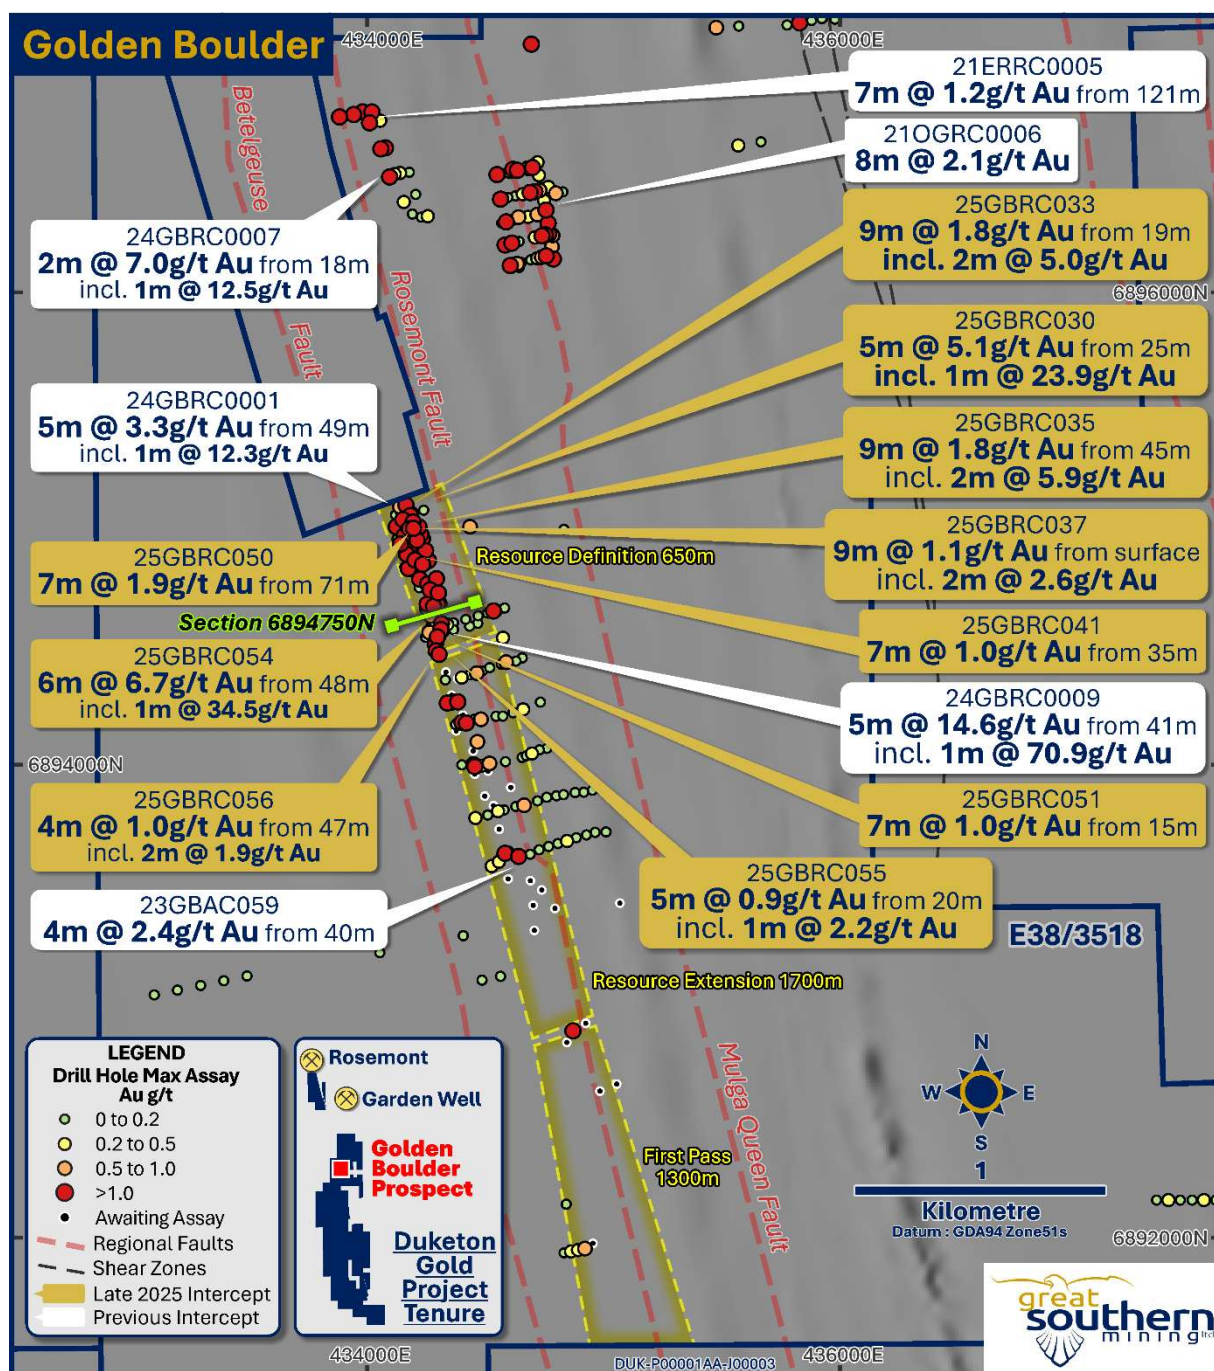 Golden Boulder
434000E
436000E
21ERRC0005
7m @ 1.2g/t Au from 121m
21OGRC0006
8m @ 2.1g/t Au
25GBRC033
9m @ 1.8g/t Au from 19m
incl. 2m @ 5.0g/t Au
6896000N
25GBRC030
5m @ 5.1g/t Au from 25m
incl. 1m @ 23.9g/t Au
25GBRC035
9m @ 1.8g/t Au from 45m
incl. 2m @ 5.9g/t Au
25GBRC037
9m @ 1.1g/t Au from surface
incl. 2m @ 2.6g/t Au
25GBRC041
7m @ 1.0g/t Au from 35m
24GBRC0009
5m @ 14.6g/t Au from 41m
incl. 1m @ 70.9g/t Au
25GBRC051
7m @ 1.0g/t Au from 15m
25GBRC055
5m @ 0.9g/t Au from 20m
incl. 1m @ 2.2g/t Au
Betelgeuse
Fault
Rosemont Fault
24GBRC0007
2m @ 7.0g/t Au from 18m
incl. 1m @ 12.5g/t Au
24GBRC0001
5m @ 3.3g/t Au from 49m
incl. 1m @ 12.3g/t Au
25GBRC050
7m @ 1.9g/t Au from 71m
Resource Definition 650m
Section 6894750N
25GBRC054
6m @ 6.7g/t Au from 48m
incl. 1m @ 34.5g/t Au
6894000N
25GBRC056
4m @ 1.0g/t Au from 47m
incl. 2m @ 1.9g/t Au
23GBAC059
4m @ 2.4g/t Au from 40m
E38/3518
Resource Extension 1700m
Mulga Queen Fault
First Pass
1300m
LEGEND
Drill Hole Max Assay
Au g/t
0 to 0.2
0.2 to 0.5
0.5 to 1.0
>1.0
Awaiting Assay
Regional Faults
Shear Zones
Late 2025 Intercept
Previous Intercept
Rosemont
Garden Well
Golden
Boulder
Prospect
Duketon
Gold
Project
Tenure
N
W
E
S
1
Kilometre
Datum : GDA94 Zone51s
6892000N
434000E
436000E
DUK-P00001AA-J00003
great
southern
mining ltd